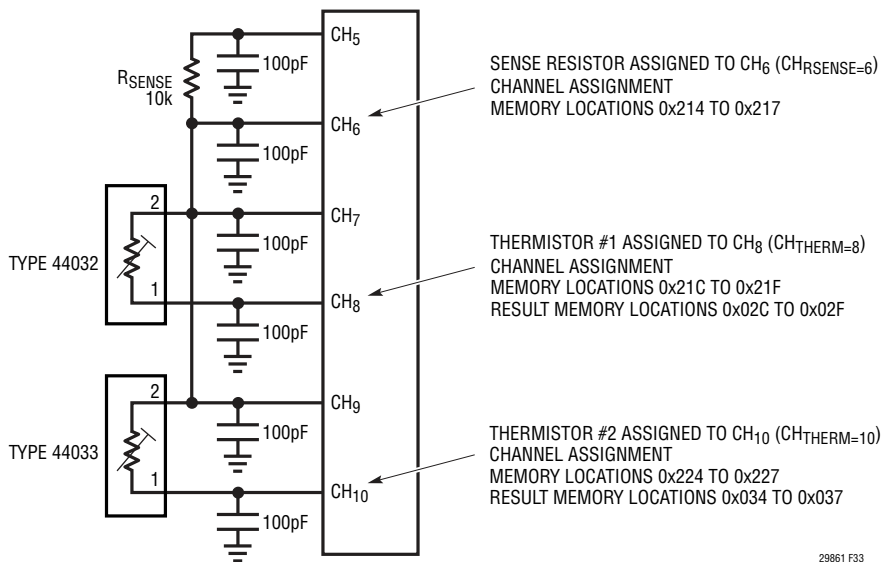 CH5
100pF
RSENSE
10k
CH6
100pF
SENSE RESISTOR ASSIGNED TO CH6 (CHRSENSE=6)
CHANNEL ASSIGNMENT
MEMORY LOCATIONS 0x214 TO 0x217
2
CH7
100pF
TYPE 44032
1
CH8
100pF
THERMISTOR #1 ASSIGNED TO CH8 (CHTHERM=8)
CHANNEL ASSIGNMENT
MEMORY LOCATIONS 0x21C TO 0x21F
RESULT MEMORY LOCATIONS 0x02C TO 0x02F
2
CH9
100pF
TYPE 44033
1
CH10
100pF
THERMISTOR #2 ASSIGNED TO CH10 (CHTHERM=10)
CHANNEL ASSIGNMENT
MEMORY LOCATIONS 0x224 TO 0x227
RESULT MEMORY LOCATIONS 0x034 TO 0x037
29861 F33